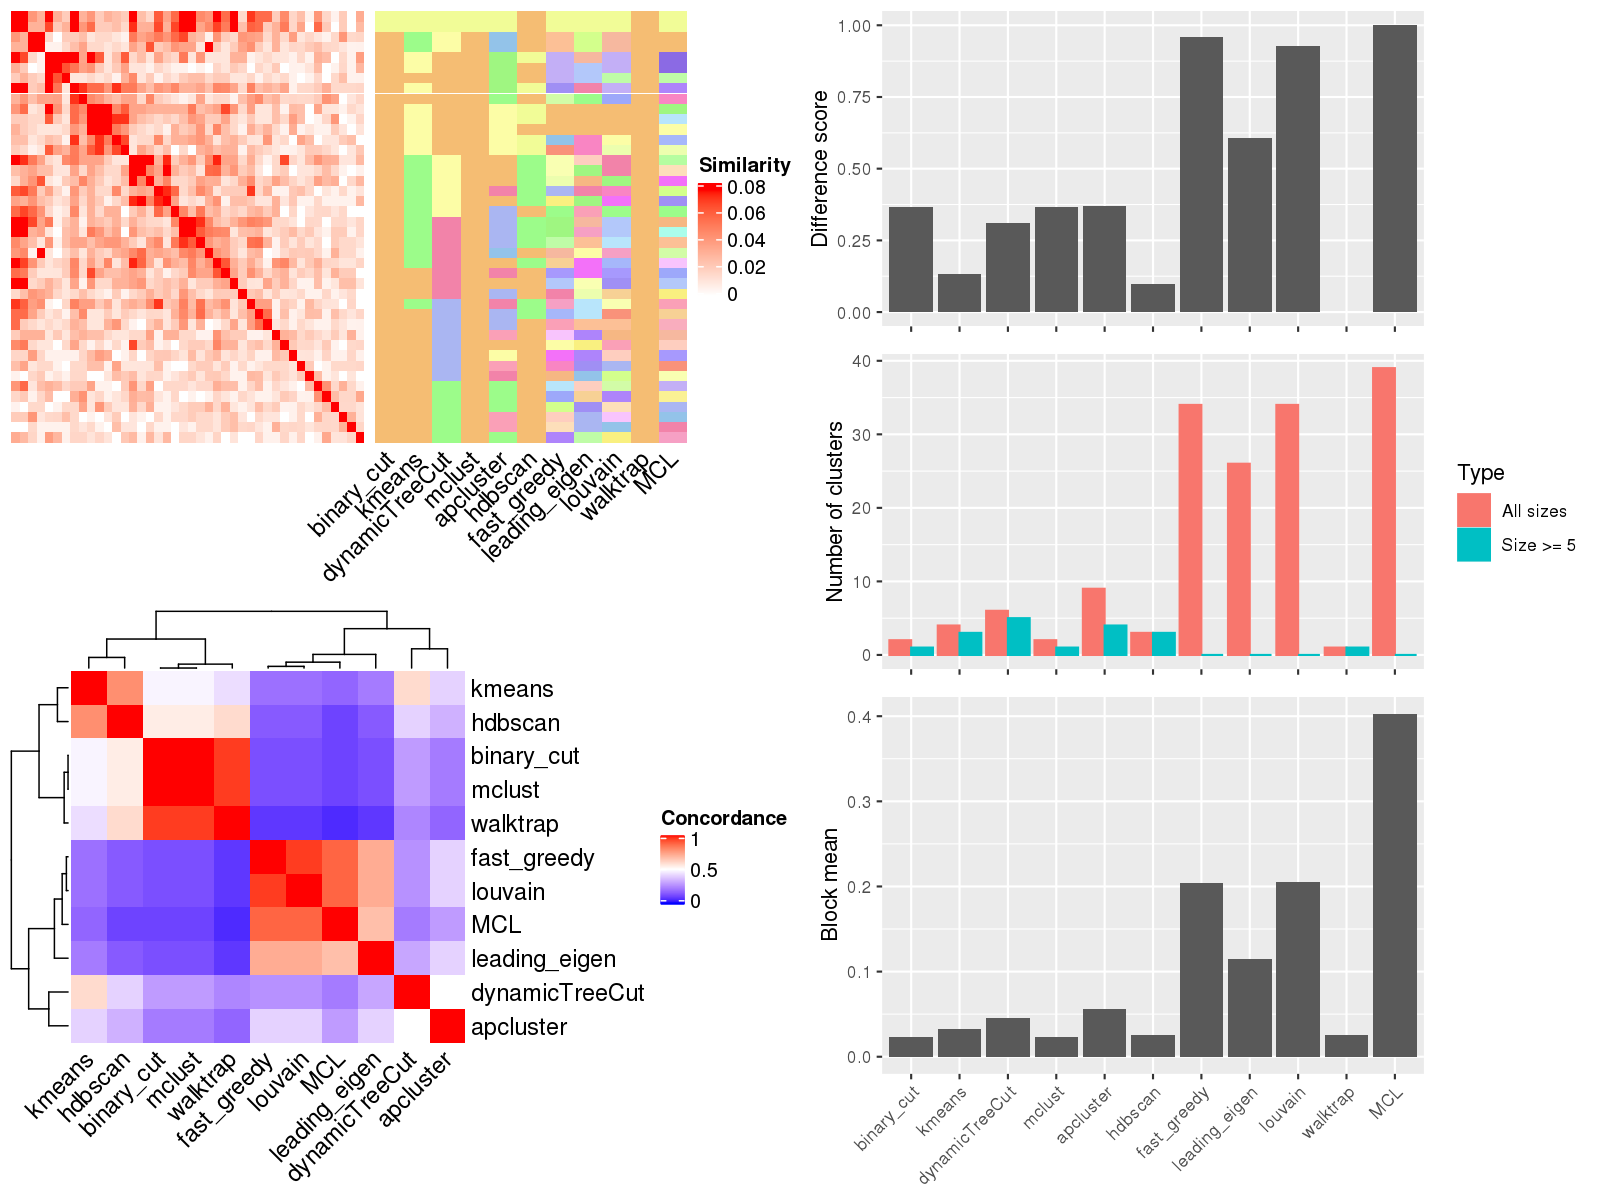 Similarity
0.08
0.06
0.04
0.02
0
binary_cut
kmeans
dynamicTreeCut
mclust
apcluster
hdbscan
fast_greedy
leading_eigen
louvain
walktrap
MCL
kmeans
hdbscan
binary_cut
mclust
walktrap
fast_greedy
louvain
MCL
leading_eigen
dynamicTreeCut
apcluster
kmeans
hdbscan
binary_cut
mclust
walktrap
fast_greedy
louvain
MCL
leading_eigen
dynamicTreeCut
apcluster
Concordance
1
0.5
0
Difference score
1.00
0.75
0.50
0.25
0.00
Number of clusters
40
30
20
10
0
Type
All sizes
Size >= 5
Block mean
0.4
0.3
0.2
0.1
0.0
binary_cut
kmeans
dynamicTreeCut
mclust
apcluster
hdbscan
fast_greedy
leading_eigen
louvain
walktrap
MCL